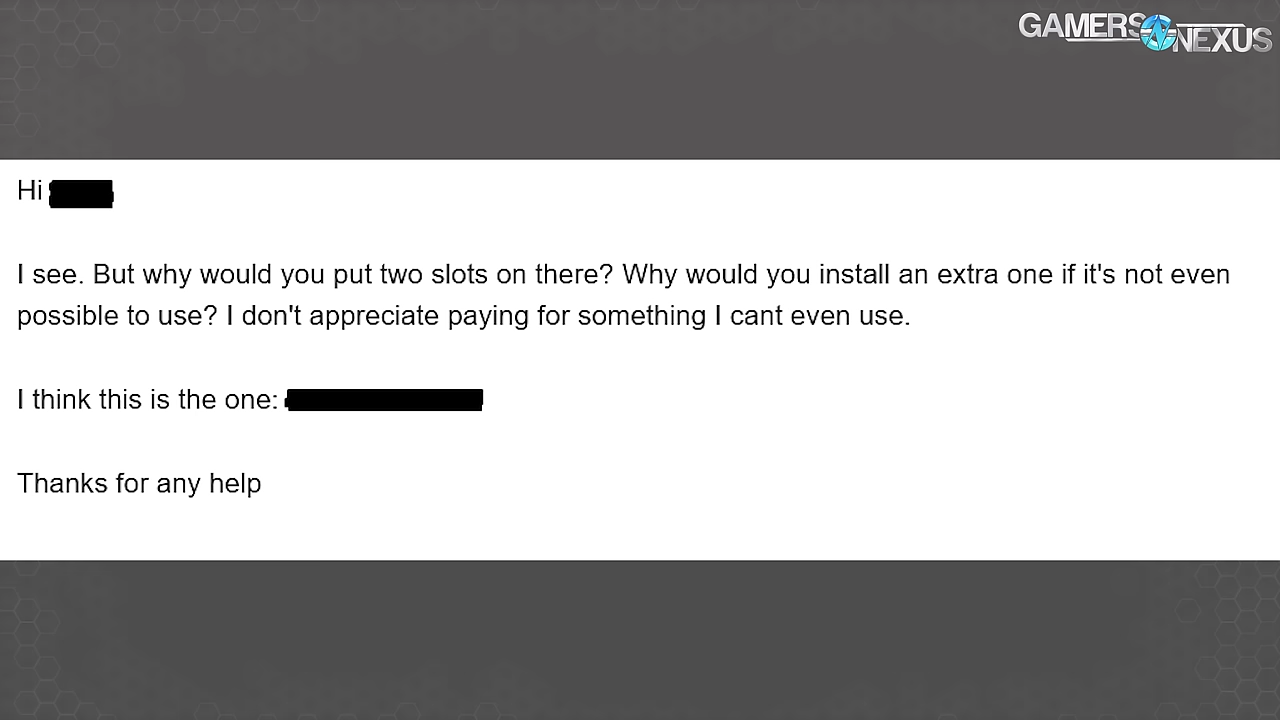 GAMERS NEXUS
Hi
I see. But why would you put two slots on there? Why would you install an extra one if it's not even
possible to use? I don't appreciate paying for something I cant even use.
I think this is the one:
Thanks for any help